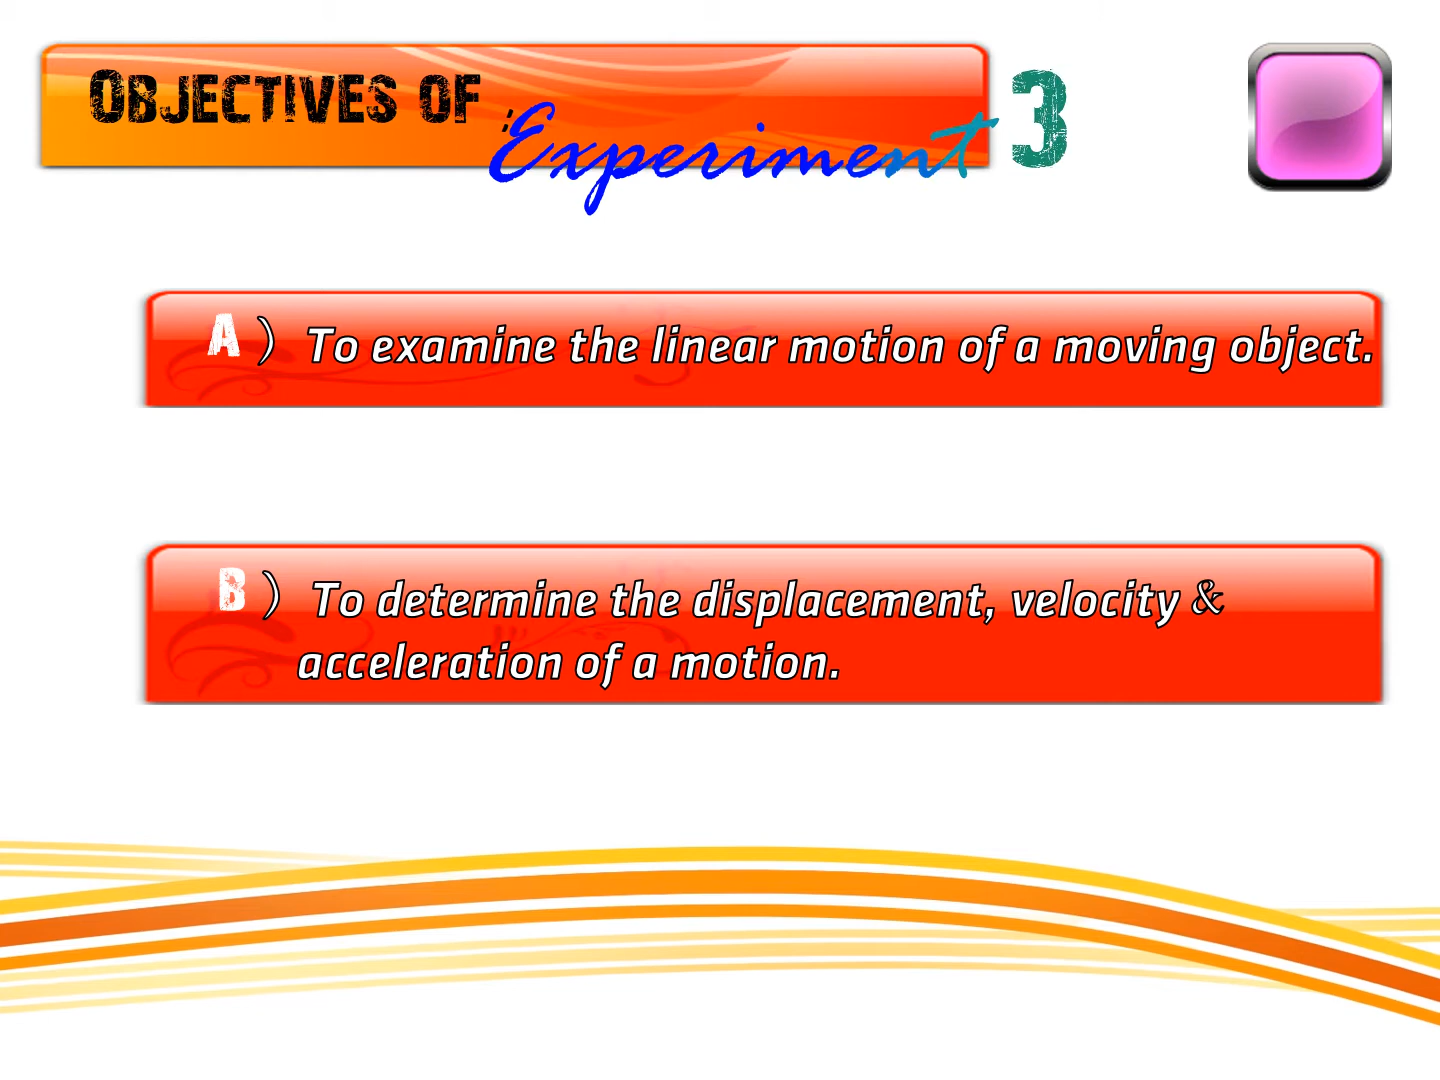 OBJECTIVES OF :
Experiment 3
A) To examine the linear motion of a moving object.
B) To determine the displacement, velocity &
acceleration of a motion.